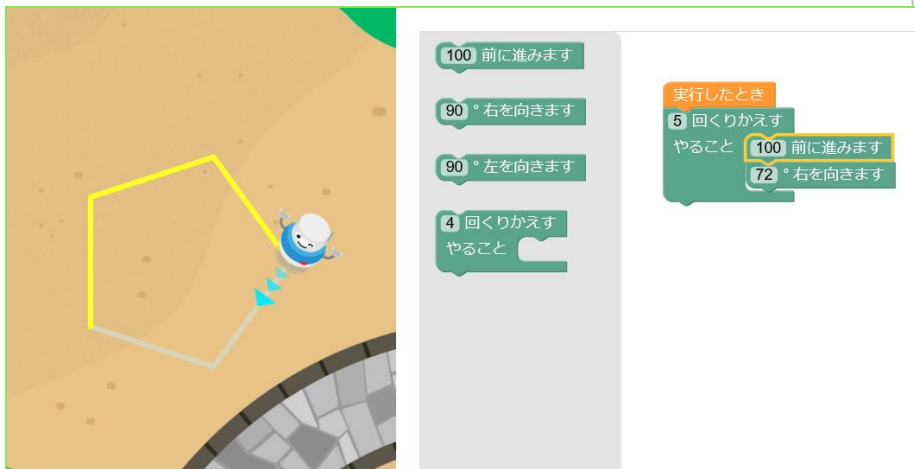 100 前に進みます
90 °右を向きます
90 °左を向きます
4 回くりかえす
やること
実行したとき
5 回くりかえす
やること 100 前に進みます
72 °右を向きます